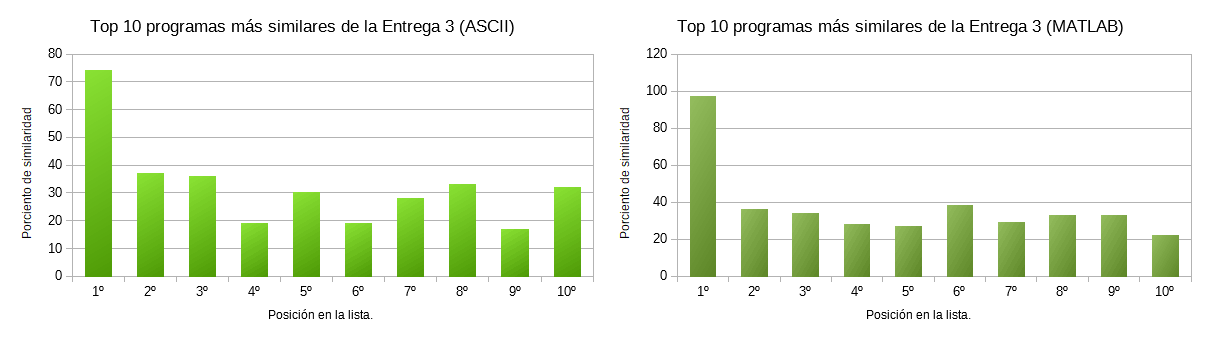 Top 10 programas más similares de la Entrega 3 (ASCII)
Porciento de similaridad
80
70
60
50
40
30
20
10
0
1º 2º 3º 4º 5º 6º 7º 8º 9º 10º
Posición en la lista.
Top 10 programas más similares de la Entrega 3 (MATLAB)
Porciento de similaridad
120
100
80
60
40
20
0
1º 2º 3º 4º 5º 6º 7º 8º 9º 10º
Posición en la lista.